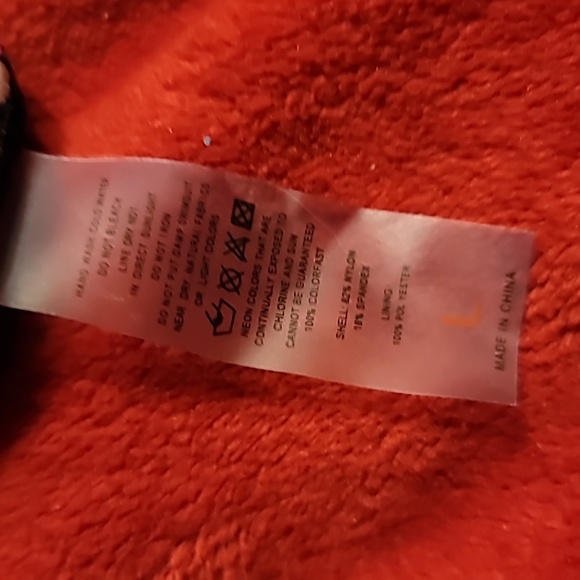 HAND WASH COLD WATER
DO NOT BLEACH
LINE DRY NOT
IN DIRECT SUNLIGHT
DO NOT IRON
DO NOT PUT DAMP SWIMSUIT
NEAR DRY NATURAL FABRICS
OR LIGHT COLORS
NEON COLORS THAT ARE
CONTINUALLY EXPOSED TO
CHLORINE AND SUN
CANNOT BE GUARANTEED
100% COLORFAST
SHELL: 82% NYLON
18% SPANDEX
LINING:
100% POLYESTER
L
MADE IN CHINA